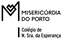 MISERICÓRDIA
DO PORTO
Colégio de
N. Sra. da Esperança